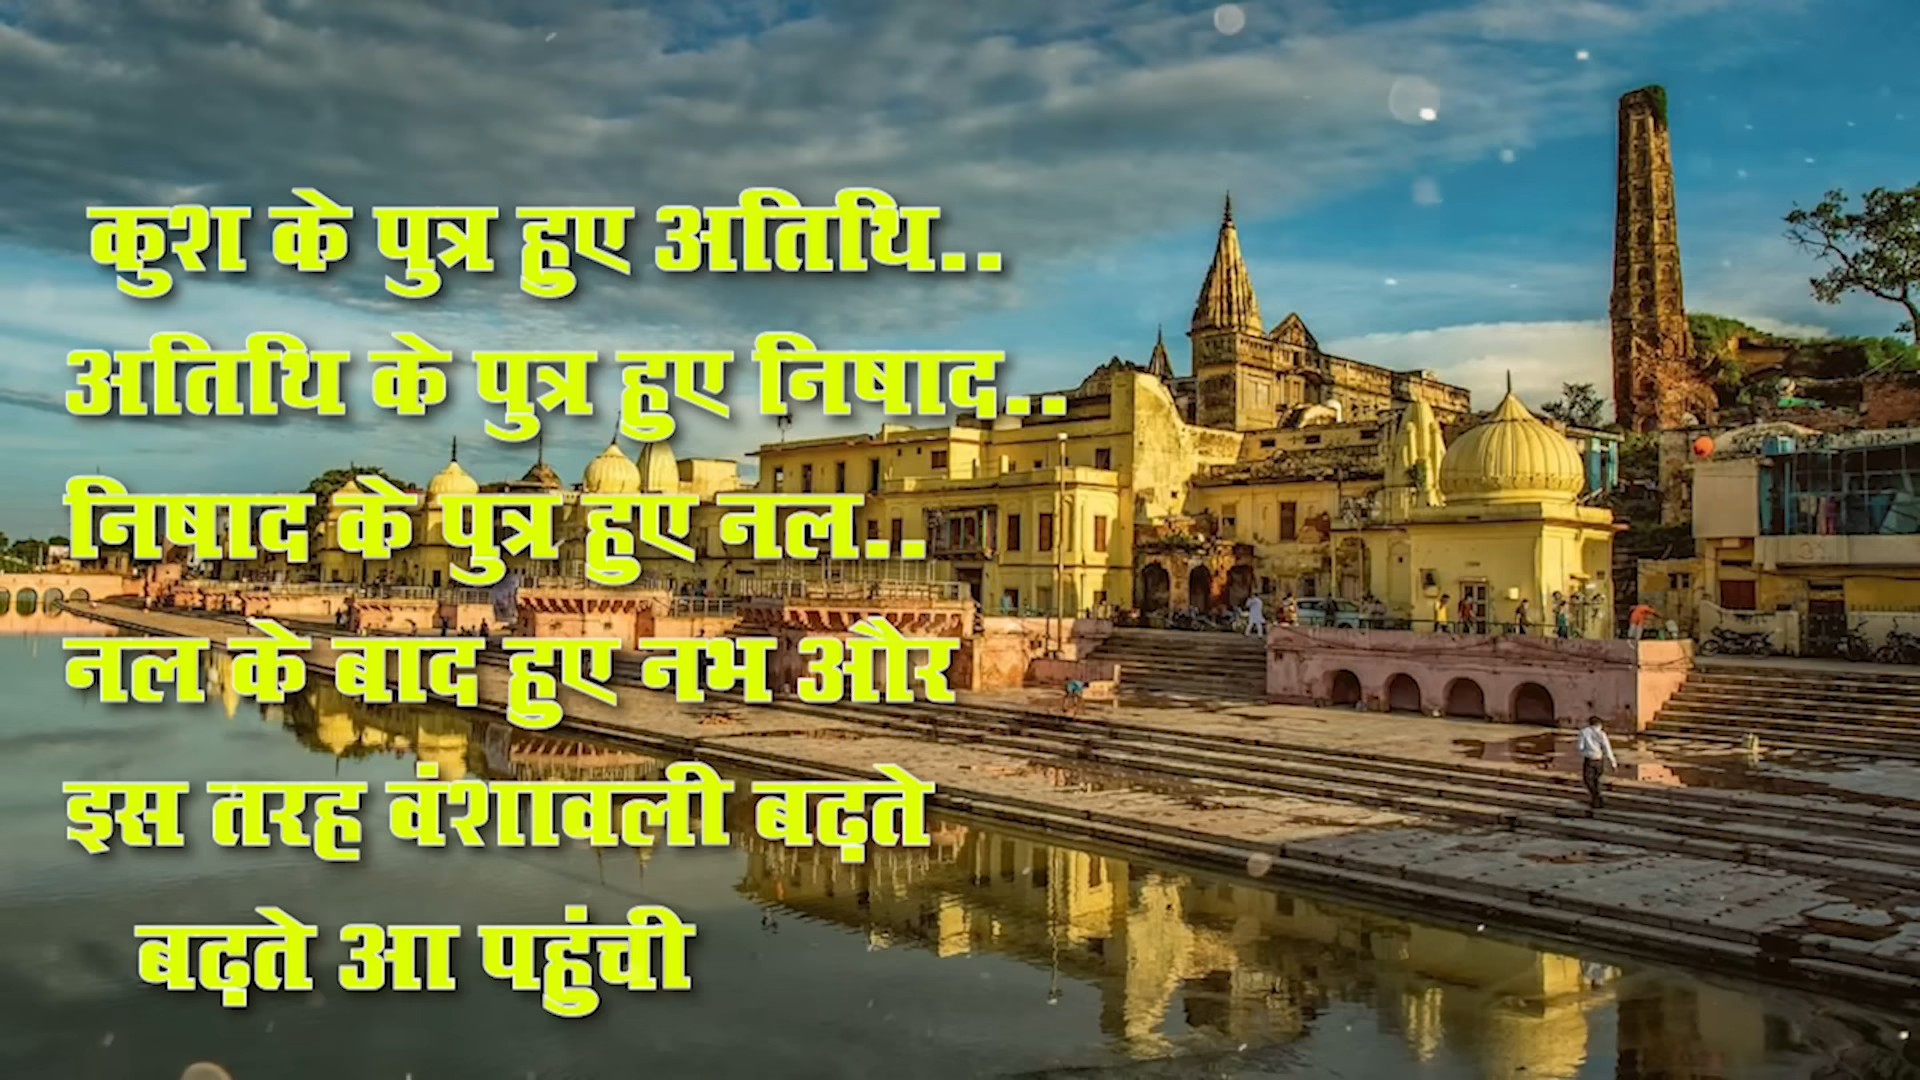 कुश के पुत्र हुए अतिथि..
अतिथि के पुत्र हुए निषाद..
निषाद के पुत्र हुए नल..
नल के बाद हुए नभ और
इस तरह वंशावली बढ़ते
बढ़ते आ पहुंची